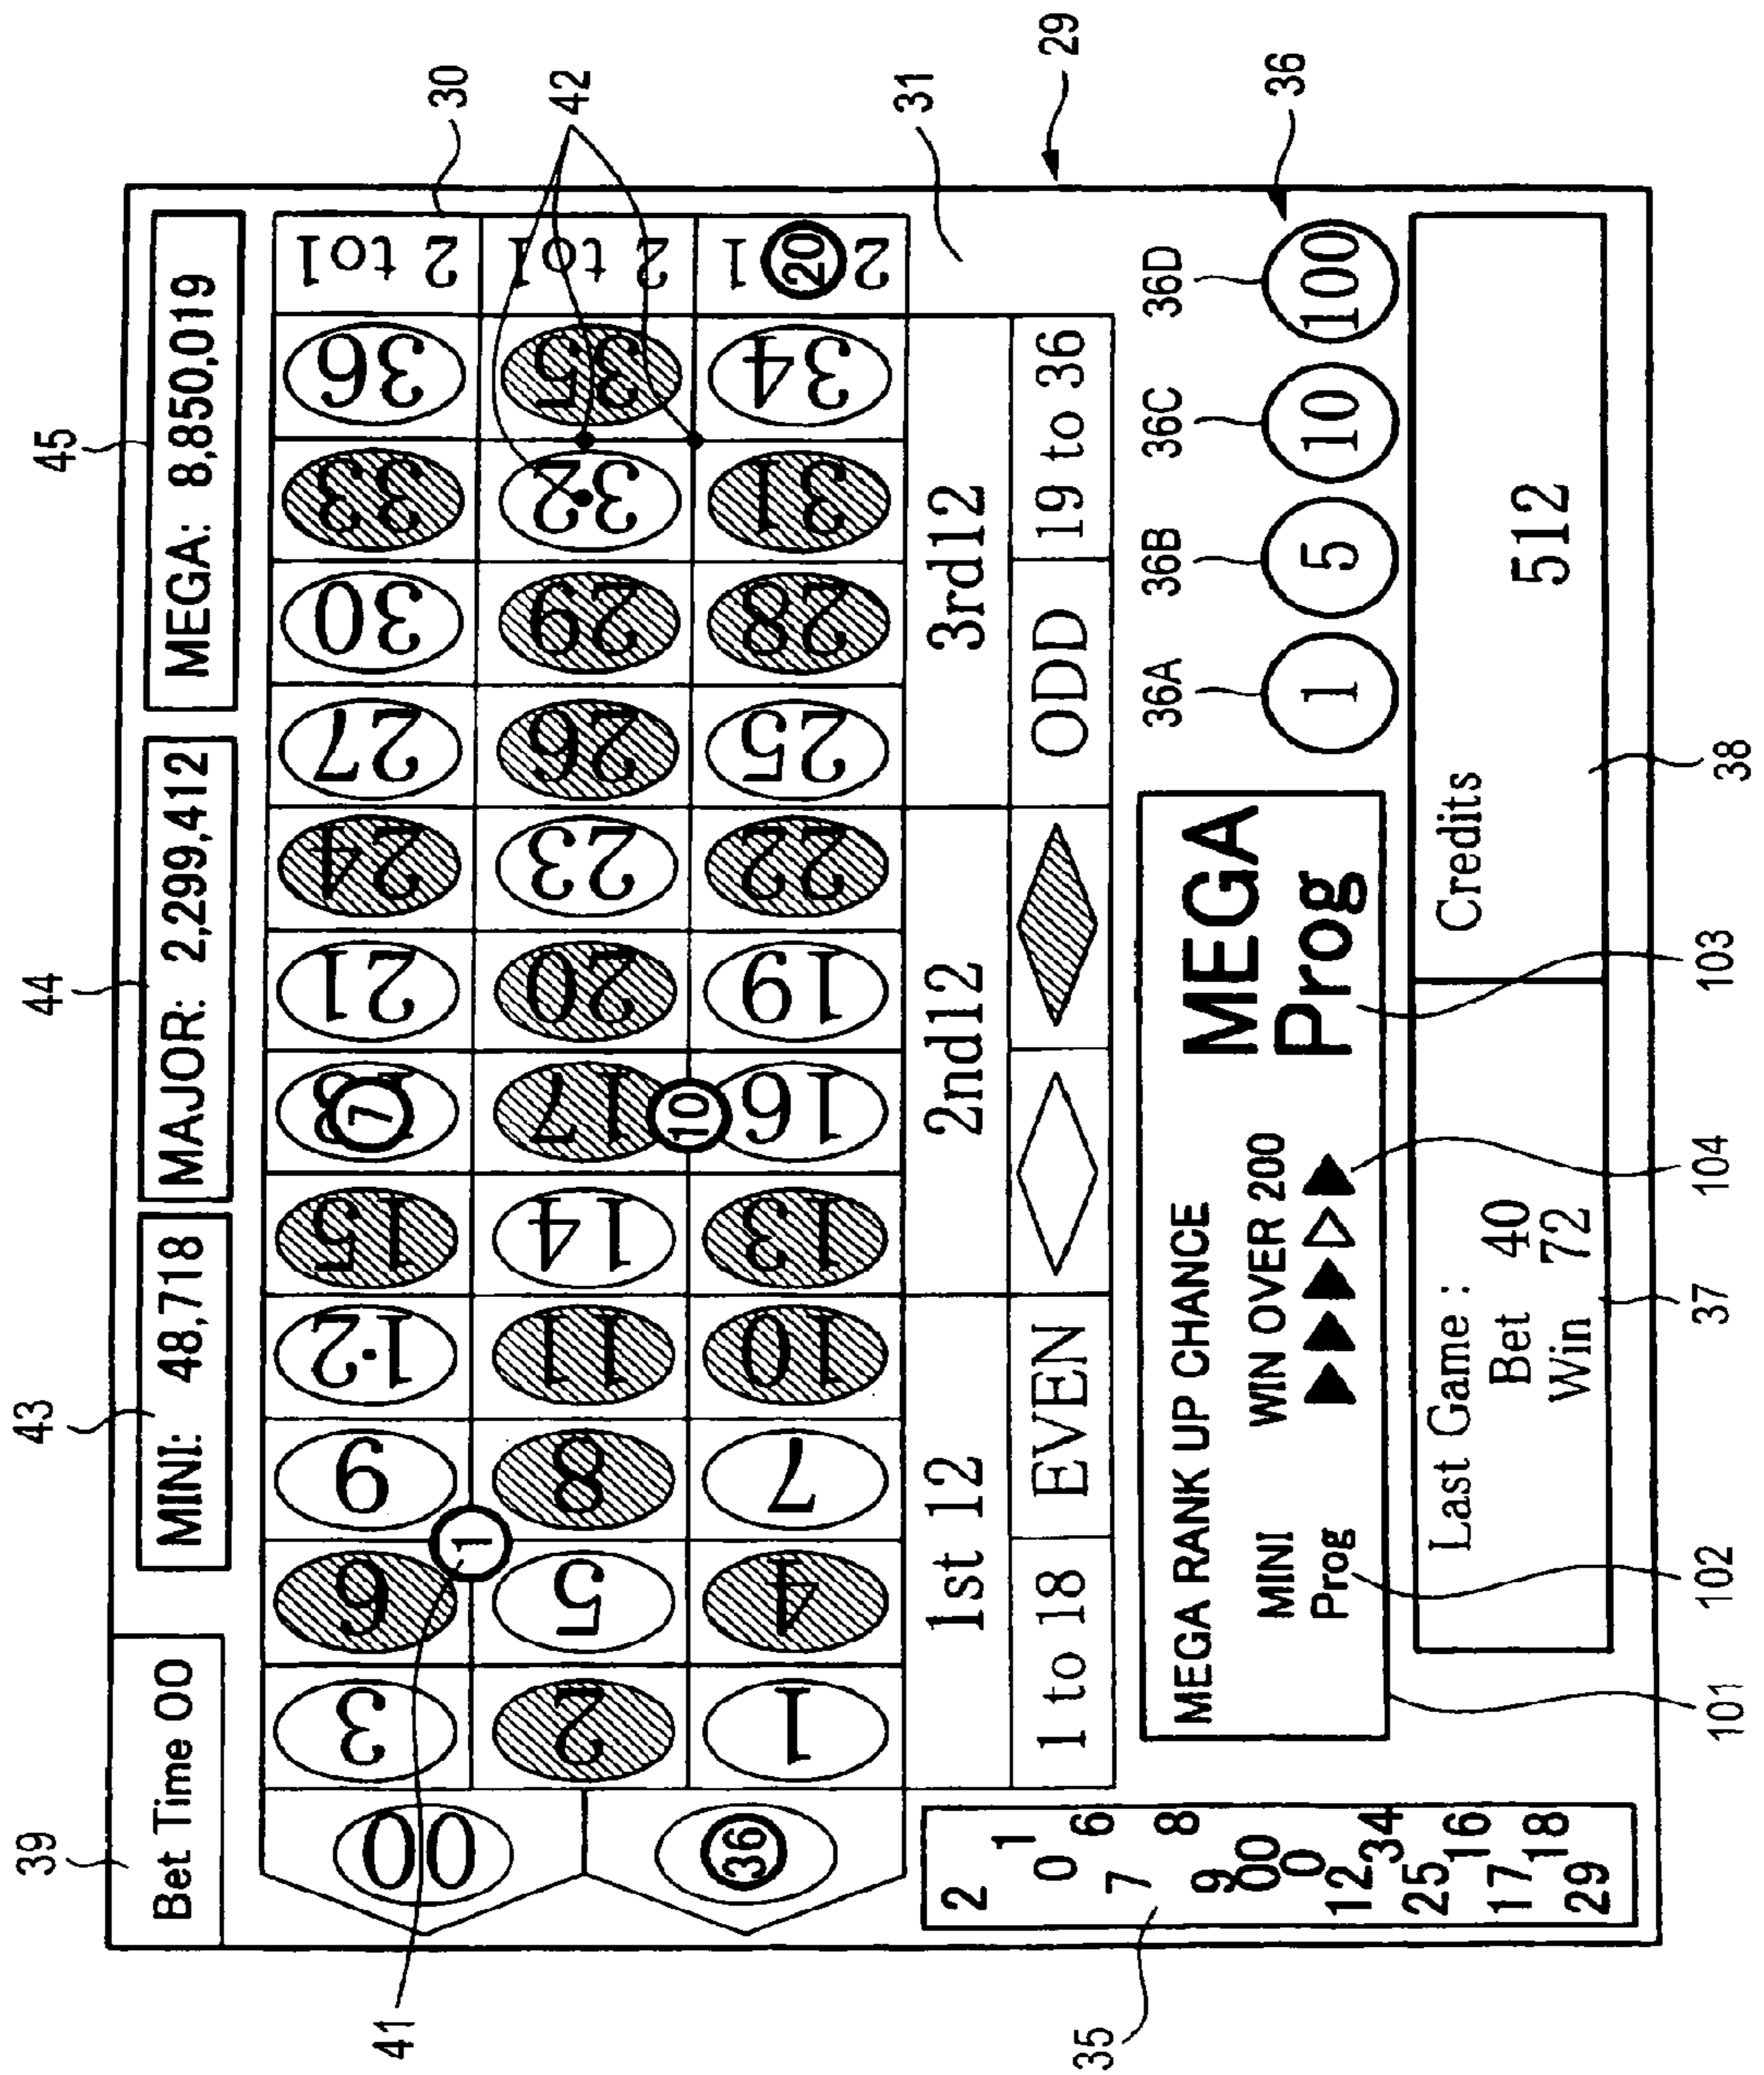 39 43 44 45
Bet Time 00 MINI: 48,718 MAJOR: 2,299,412 MEGA: 8,850,019
30
42
00 3 6 9 12 15 18 21 24 27 30 33 36 2 to1
7
41 1
2 5 8 11 14 17 20 23 26 29 32 35 2 to1
10
36 1 4 7 10 13 16 19 22 25 28 31 34 2 1
20
1st 12 2nd12 3rd12
31
1 to 18 EVEN ODD 19 to 36
29
35
2
1
0
6
7
8
9
00
0
12 34
25 16
17 18
29
101
MEGA RANK UP CHANCE
MINI WIN OVER 200 MEGA
Prog Prog
102 104 103
36A 36B 36C 36D 36
1 5 10 100
Last Game :
Bet 40
Win 72
37
Credits
512
38